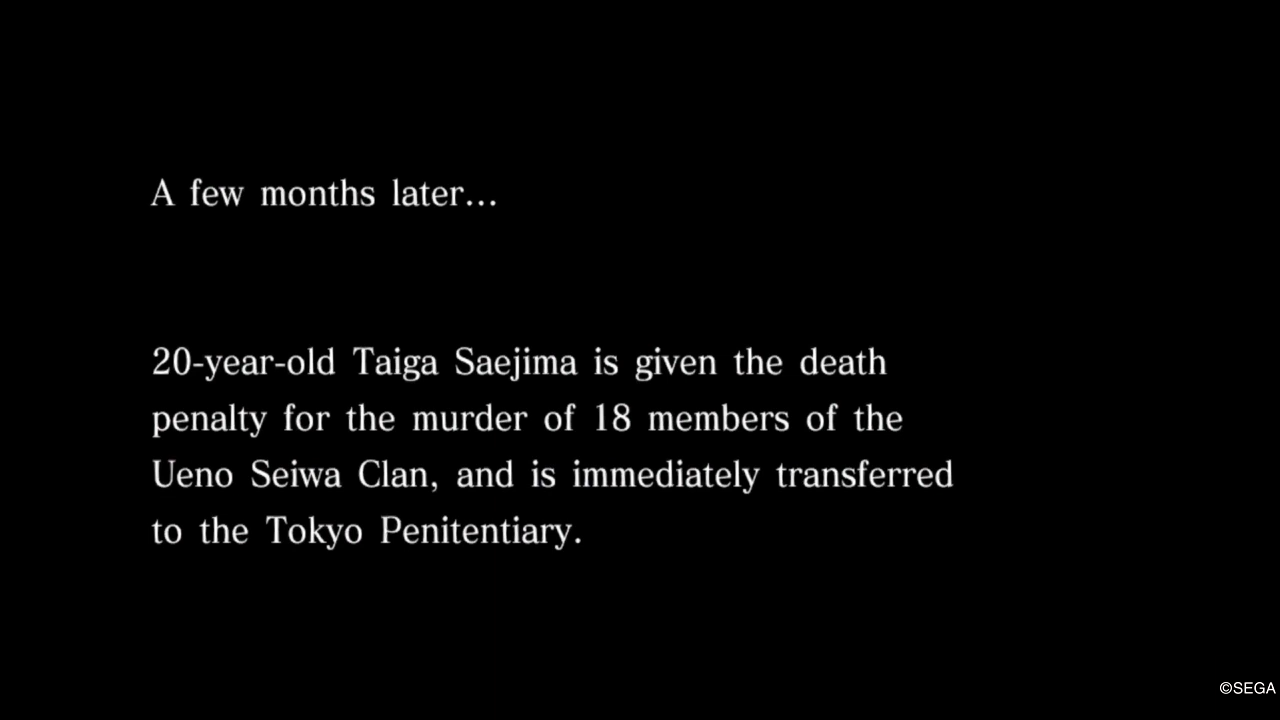 A few months later...
20-year-old Taiga Saejima is given the death
penalty for the murder of 18 members of the
Ueno Seiwa Clan, and is immediately transferred
to the Tokyo Penitentiary.
©SEGA